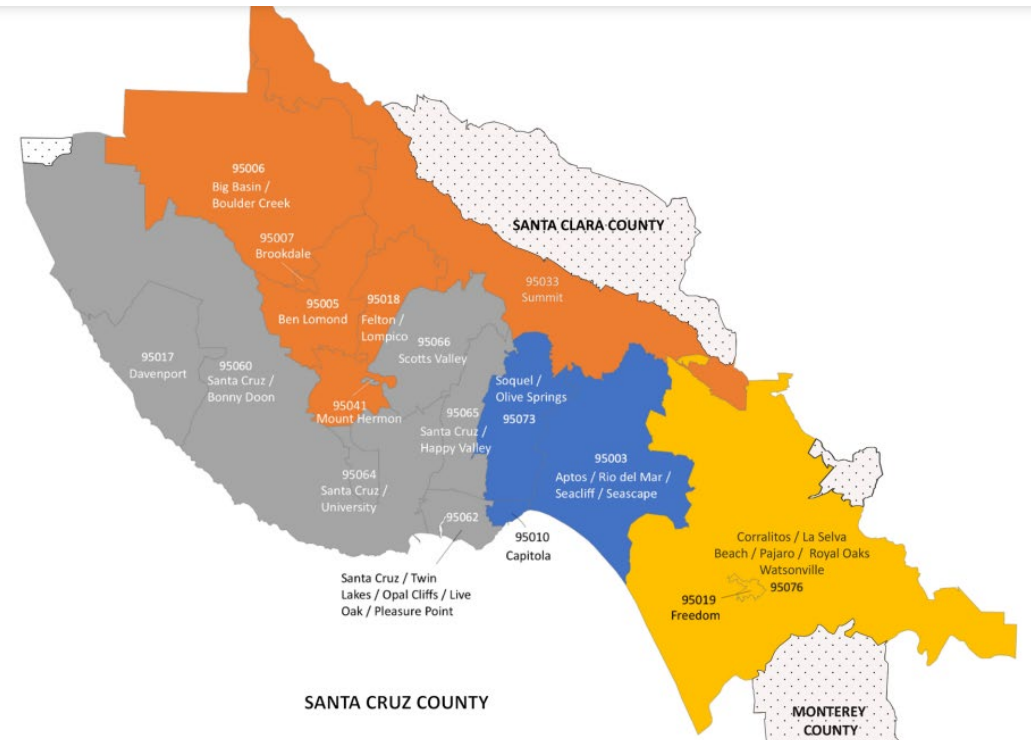 95006
Big Basin /
Boulder Creek
SANTA CLARA COUNTY
95007
Brookdale
95033
Summit
95005
Ben Lomond
95018
Felton /
Lompico
95066
Scotts Valley
95017
Davenport
95060
Santa Cruz /
Bonny Doon
95041
Mount Hermon
Soquel /
Olive Springs
95073
95065
Santa Cruz /
Happy Valley
95003
Aptos / Rio del Mar /
Seacliff / Seascape
95064
Santa Cruz /
University
95062
95010
Capitola
Santa Cruz / Twin
Lakes / Opal Cliffs / Live
Oak / Pleasure Point
Corralitos / La Selva
Beach / Pajaro / Royal Oaks
Watsonville
95076
95019
Freedom
SANTA CRUZ COUNTY
MONTEREY
COUNTY